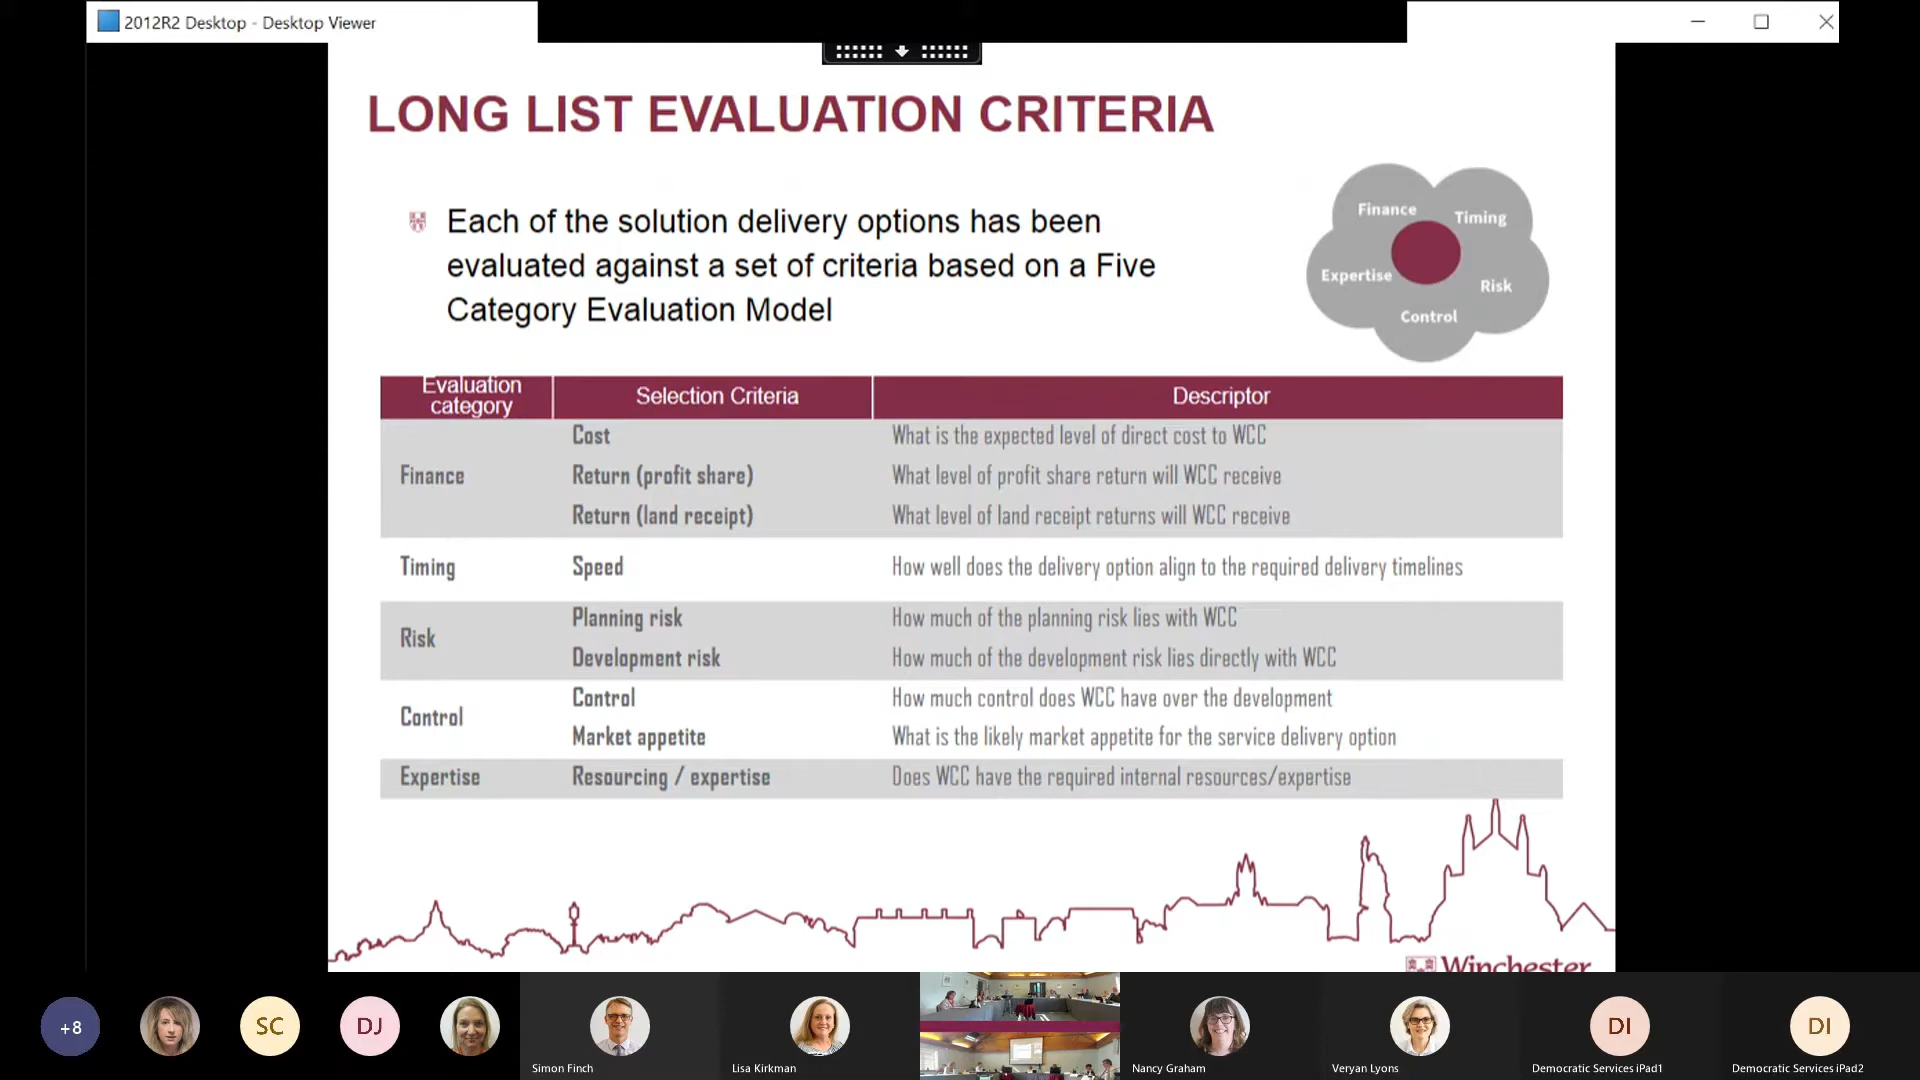 2012R2 Desktop - Desktop Viewer
LONG LIST EVALUATION CRITERIA
Each of the solution delivery options has been
evaluated against a set of criteria based on a Five
Category Evaluation Model
Finance
Timing
Expertise
Risk
Control
Evaluation
category
Selection Criteria
Descriptor
Finance
Cost
What is the expected level of direct cost to WCC
Return (profit share)
What level of profit share return will WCC receive
Return (land receipt)
What level of land receipt returns will WCC receive
Timing
Speed
How well does the delivery option align to the required delivery timelines
Risk
Planning risk
How much of the planning risk lies with WCC
Development risk
How much of the development risk lies directly with WCC
Control
Control
How much control does WCC have over the development
Market appetite
What is the likely market appetite for the service delivery option
Expertise
Resourcing / expertise
Does WCC have the required internal resources/expertise
Winchester
+8
SC
DJ
Simon Finch
Lisa Kirkman
Nancy Graham
Veryan Lyons
DI
Democratic Services iPad1
DI
Democratic Services iPad2